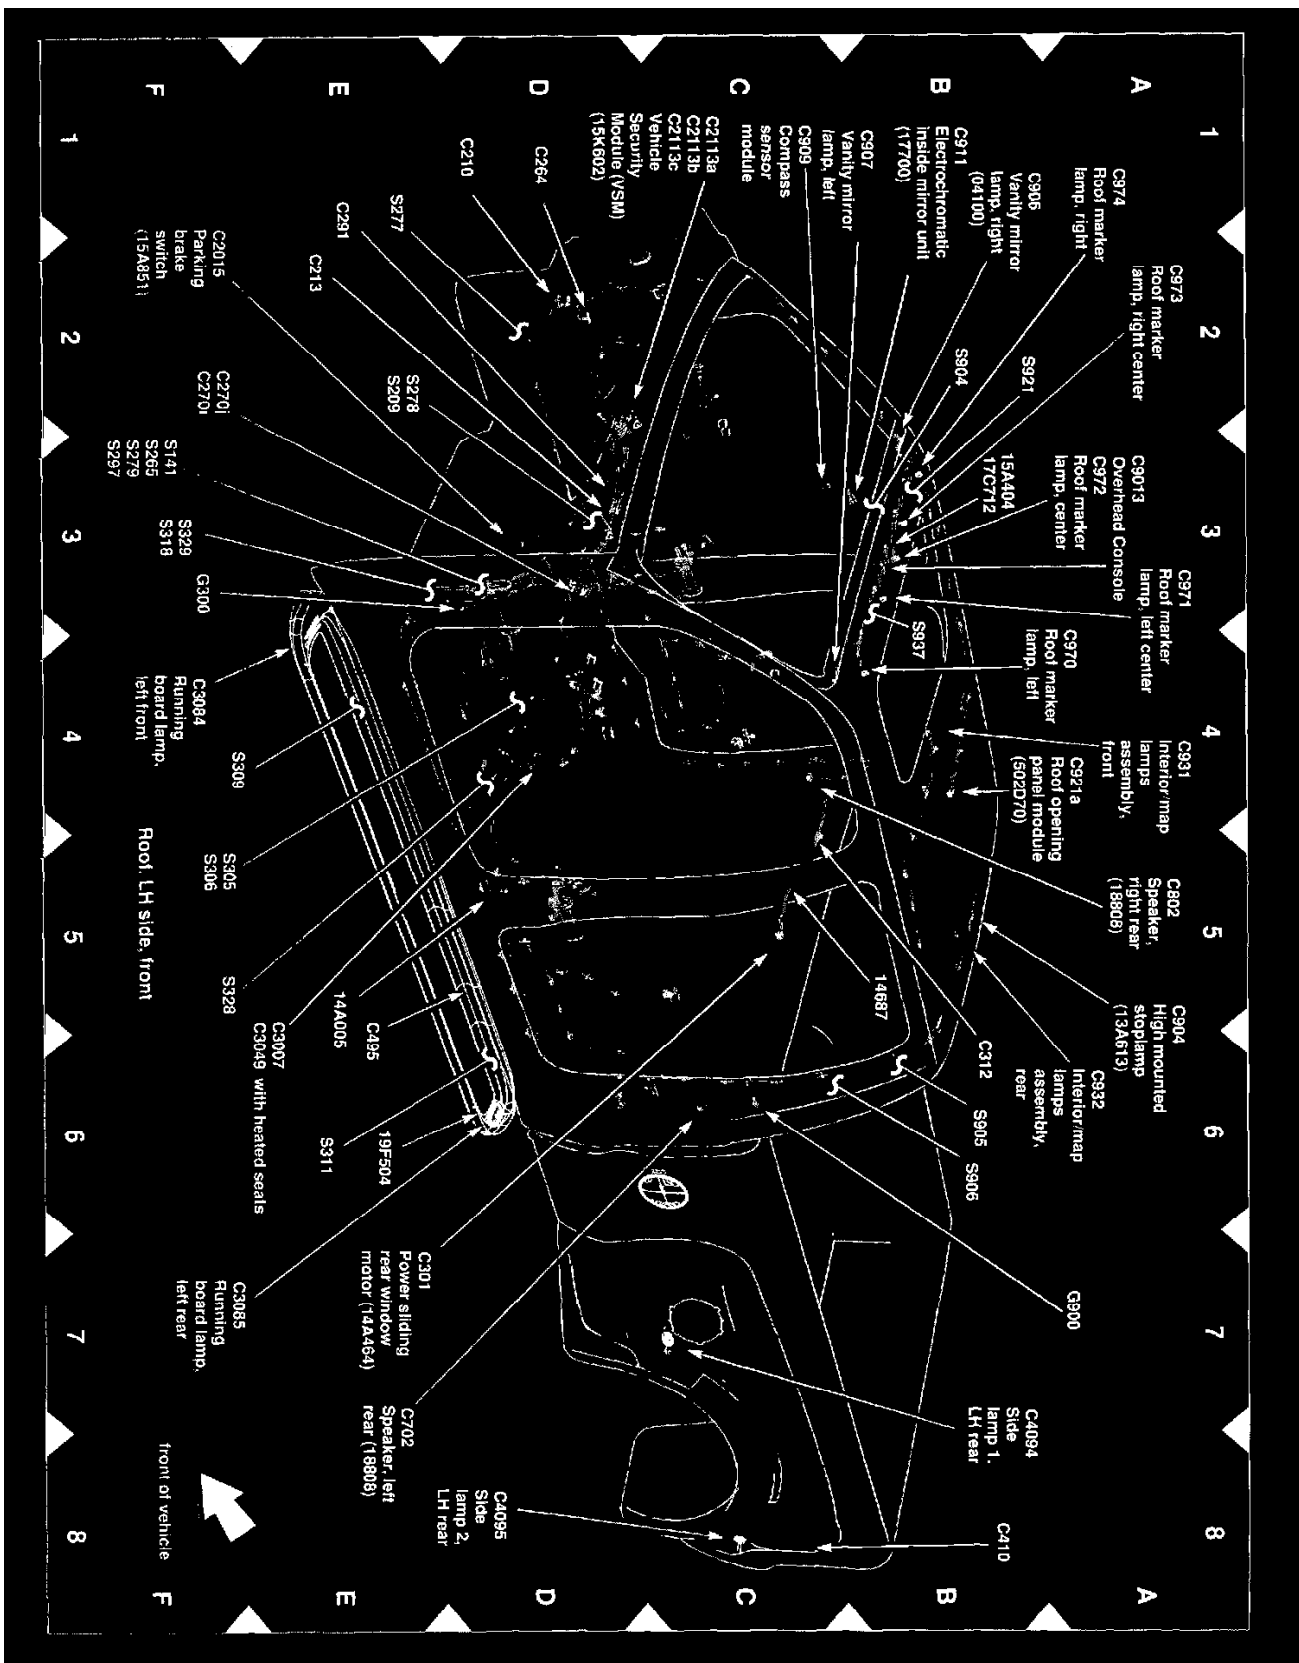 A
B
C
D
E
F
1
2
3
4
5
6
7
8
C974
Roof marker
lamp, right
C906
Vanity mirror
lamp, right
(04100)
C911
Electrochromatic
inside mirror unit
(17700)
C907
Vanity mirror
lamp, left
C909
Compass
sensor
module
C2113a
C2113b
C2113c
Vehicle
Security
Module (VSM)
(15K602)
C264
C210
S277
C291
C213
C2015
Parking
brake
switch
(15A851)
C973
Roof marker
lamp, right center
S921
S904
S278
S209
C270j
C270i
C9013
Overhead Console
C972
Roof marker
lamp, center
15A404
17C712
S141
S265
S279
S297
S329
S318
G300
C971
Roof marker
lamp, left center
S937
C970
Roof marker
lamp, left
C3084
Running
board lamp,
left front
S309
C931
Interior/map
lamps
assembly,
front
C921a
Roof opening
panel module
(502D70)
S305
S306
Roof, LH side, front
C802
Speaker,
right rear
(18808)
14687
S328
C904
High mounted
stoplamp
(13A613)
14A005
C495
C3007
C3049 with heated seats
C312
C932
Interior/map
lamps
assembly,
rear
S905
S906
S311
19F504
G900
C301
Power sliding
rear window
motor (14A464)
C3085
Running
board lamp,
left rear
C702
Speaker, left
rear (18808)
C4094
Side
lamp 1,
LH rear
C4095
Side
lamp 2,
LH rear
C410
front of vehicle
1
2
3
4
5
6
7
8
A
B
C
D
E
F